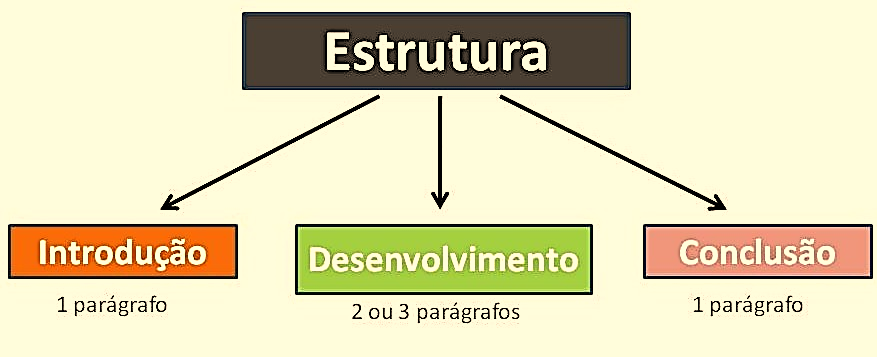 Estrutura
Introdução
1 parágrafo
Desenvolvimento
2 ou 3 parágrafos
Conclusão
1 parágrafo